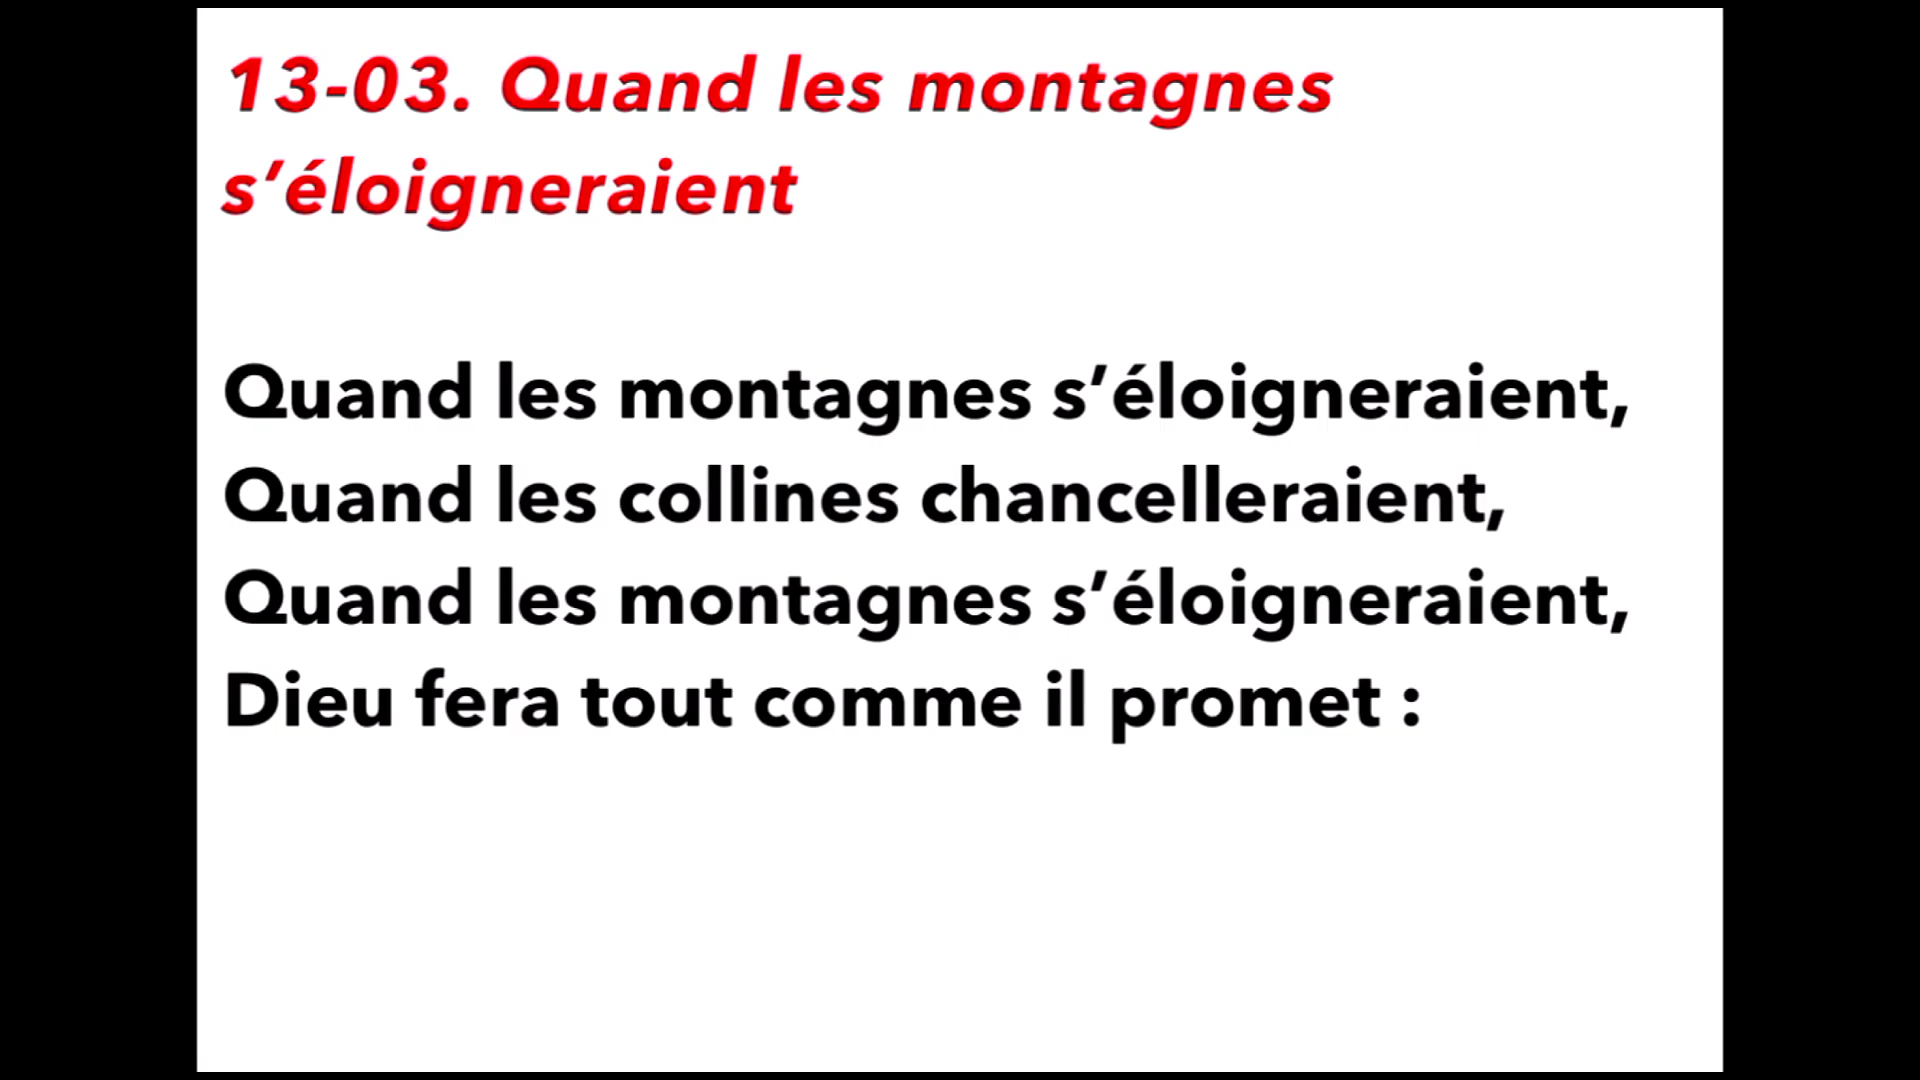 13-03. Quand les montagnes
s’éloigneraient
Quand les montagnes s’éloigneraient,
Quand les collines chancelleraient,
Quand les montagnes s’éloigneraient,
Dieu fera tout comme il promet :